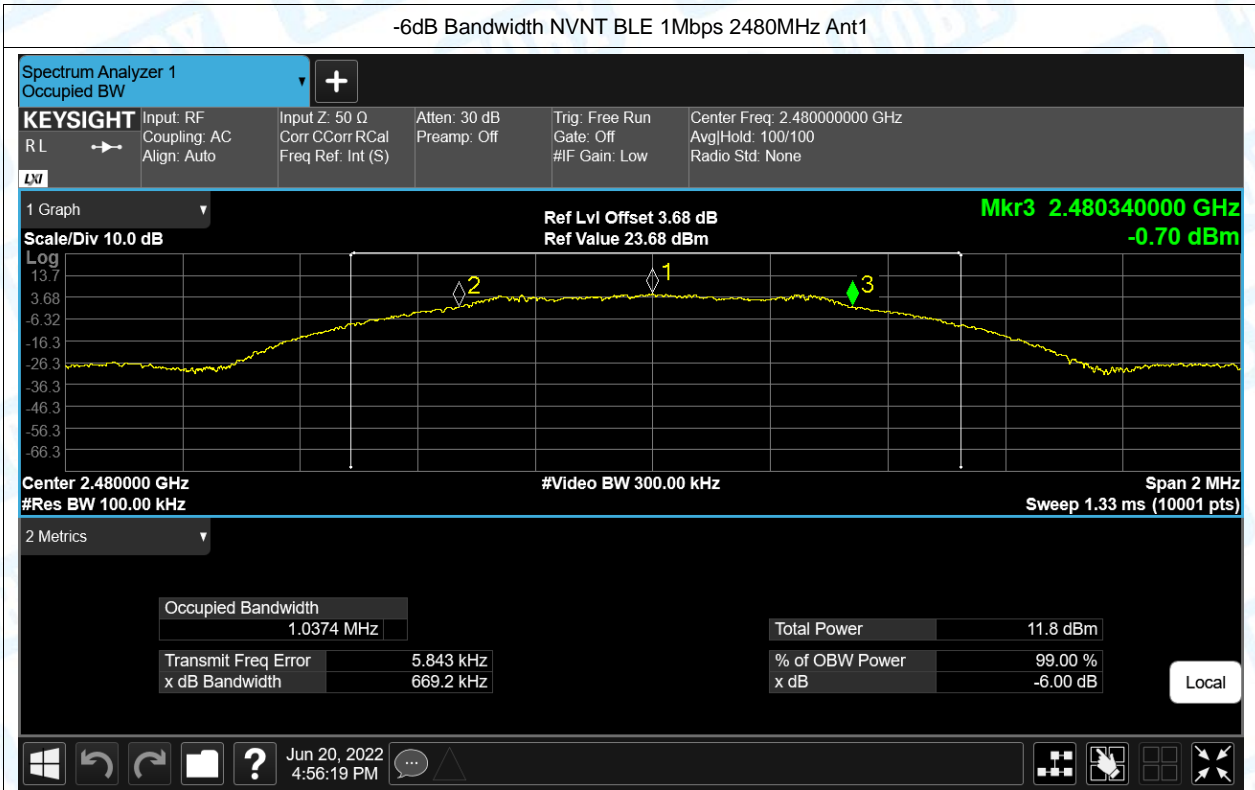 -6dB Bandwidth NVNT BLE 1Mbps 2480MHz Ant1
Spectrum Analyzer 1
Occupied BW
+
KEYSIGHT Input: RF Input Z: 50 Ω Atten: 30 dB Trig: Free Run Center Freq: 2.480000000 GHz
RL Coupling: AC Corr CCorr RCal Preamp: Off Gate: Off Avg|Hold: 100/100
Align: Auto Freq Ref: Int (S) #IF Gain: Low Radio Std: None
LXI
1 Graph Ref Lvl Offset 3.68 dB Mkr3 2.480340000 GHz
Scale/Div 10.0 dB Ref Value 23.68 dBm -0.70 dBm
Log
13.7
3.68
-6.32
-16.3
-26.3
-36.3
-46.3
-56.3
-66.3
2 1 3
Center 2.480000 GHz #Video BW 300.00 kHz Span 2 MHz
#Res BW 100.00 kHz Sweep 1.33 ms (10001 pts)
2 Metrics
Occupied Bandwidth
1.0374 MHz Total Power 11.8 dBm
Transmit Freq Error 5.843 kHz % of OBW Power 99.00 %
x dB Bandwidth 669.2 kHz x dB -6.00 dB
Local
? Jun 20, 2022
4:56:19 PM